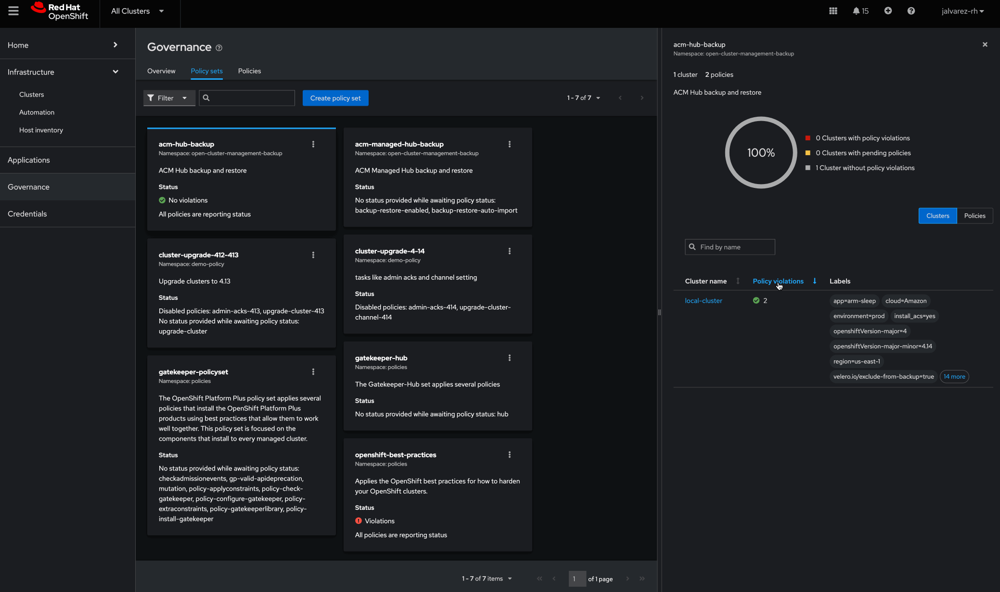 Red Hat
OpenShift
All Clusters
15
jalvarez-rh
Home
Infrastructure
Clusters
Automation
Host inventory
Applications
Governance
Credentials
Governance
Overview
Policy sets
Policies
Filter
Create policy set
1 - 7 of 7
acm-hub-backup
Namespace: open-cluster-management-backup
ACM Hub backup and restore
Status
No violations
All policies are reporting status
acm-managed-hub-backup
Namespace: open-cluster-management-backup
ACM Managed Hub backup and restore
Status
No status provided while awaiting policy status:
backup-restore-enabled, backup-restore-auto-import
cluster-upgrade-412-413
Namespace: demo-policy
Upgrade clusters to 4.13
Status
Disabled policies: admin-acks-413, upgrade-cluster-413
No status provided while awaiting policy status:
upgrade-cluster
cluster-upgrade-4-14
Namespace: demo-policy
tasks like admin acks and channel setting
Status
Disabled policies: admin-acks-414, upgrade-cluster-
channel-414
gatekeeper-policyset
Namespace: policies
The OpenShift Platform Plus policy set applies several
policies that install the OpenShift Platform Plus
products using best practices that allow them to work
well together. This policy set is focused on the
components that install to every managed cluster.
Status
No status provided while awaiting policy status:
checkadmissionevents, gp-valid-apideprecation,
mutation, policy-applyconstraints, policy-check-
gatekeeper, policy-configure-gatekeeper, policy-
extraconstraints, policy-gatekeeperlibrary, policy-
install-gatekeeper
gatekeeper-hub
Namespace: policies
The Gatekeeper-Hub set applies several policies
Status
No status provided while awaiting policy status: hub
openshift-best-practices
Namespace: policies
Applies the OpenShift best practices for how to harden
your OpenShift clusters.
Status
Violations
All policies are reporting status
1 - 7 of 7 items
1
of 1 page
acm-hub-backup
Namespace: open-cluster-management-backup
1 cluster 2 policies
ACM Hub backup and restore
100%
0 Clusters with policy violations
0 Clusters with pending policies
1 Cluster without policy violations
Clusters
Policies
Find by name
Cluster name
Policy violations
Labels
local-cluster
2
app=arm-sleep cloud=Amazon
environment=prod install_acs=yes
openshiftVersion-major=4
openshiftVersion-major-minor=4.14
region=us-east-1
velero.io/exclude-from-backup=true 14 more